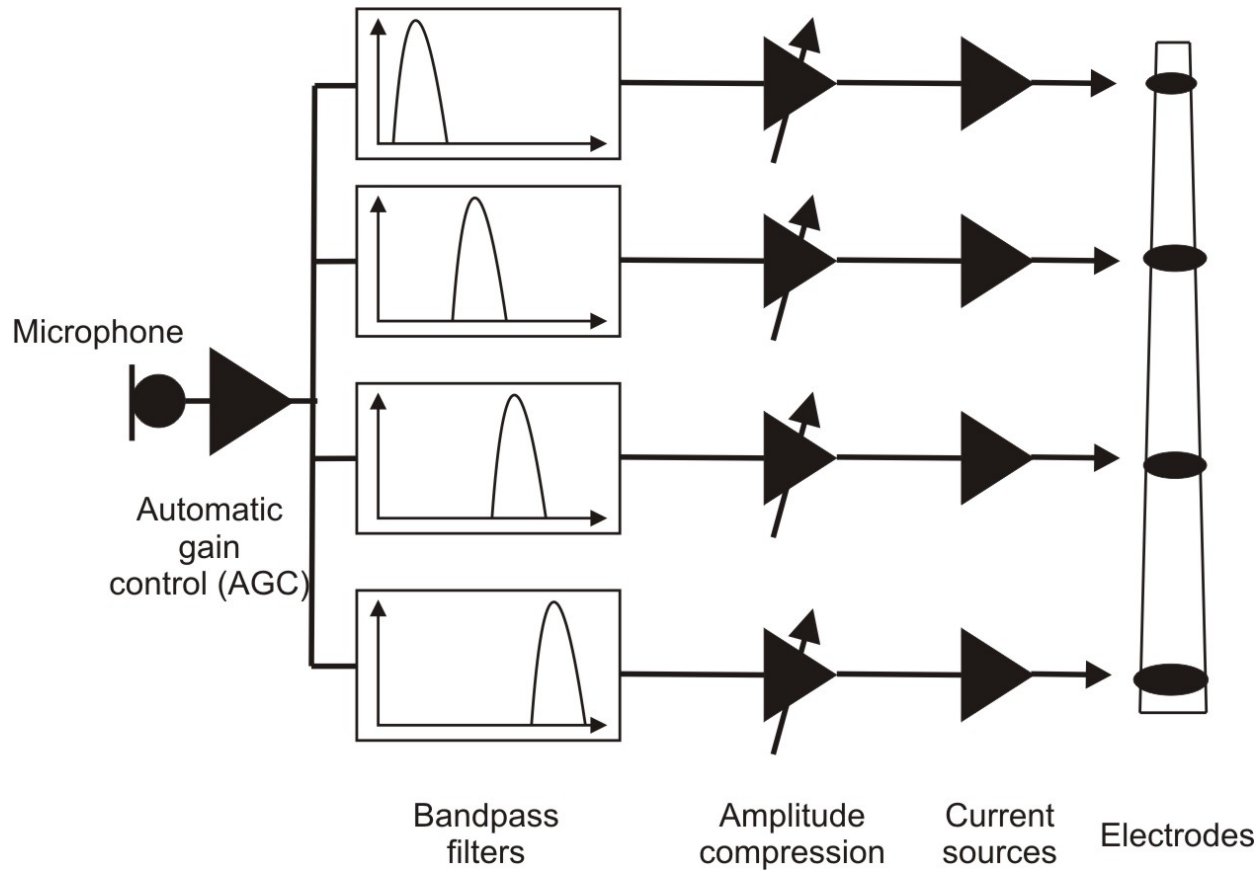 Microphone
Automatic
gain
control (AGC)
Bandpass
filters
Amplitude
compression
Current
sources
Electrodes